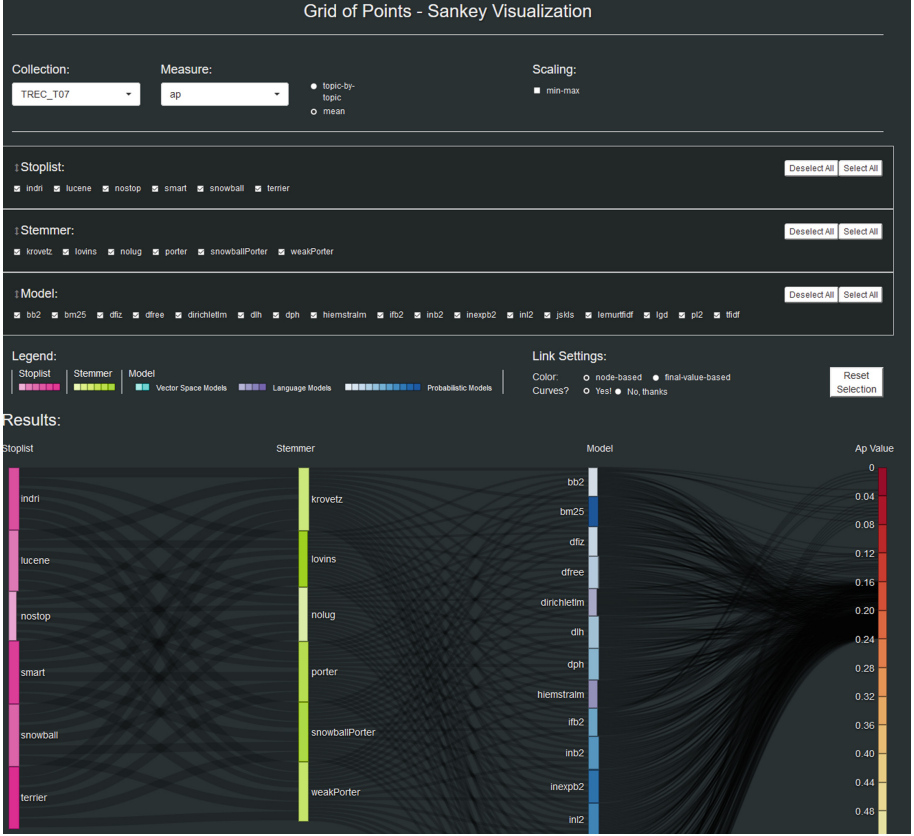 Grid of Points - Sankey Visualization
Collection: Measure: Scaling:
TREC_T07 ap topic-by-topic min-max
mean
Stoplist: Deselect All Select All
indri lucene nostop smart snowball terrier
Stemmer: Deselect All Select All
krovetz lovins nolug porter snowballPorter weakPorter
Model: Deselect All Select All
bb2 bm25 dfiz dfree dirichletlm dlh dph hiemstralm ifb2 inb2 inexpb2 inl2 jskls lemurtfidf lgd pl2 tfidf
Legend: Link Settings:
Stoplist Stemmer Model
Vector Space Models Language Models Probabilistic Models
Color: node-based final-value-based
Curves? Yes! No, thanks
Reset
Selection
Results:
Stoplist Stemmer Model Ap Value
indri
lucene
nostop
smart
snowball
terrier
krovetz
lovins
nolug
porter
snowballPorter
weakPorter
bb2
bm25
dfiz
dfree
dirichletlm
dlh
dph
hiemstralm
ifb2
inb2
inexpb2
inl2
0
0.04
0.08
0.12
0.16
0.20
0.24
0.28
0.32
0.36
0.40
0.44
0.48